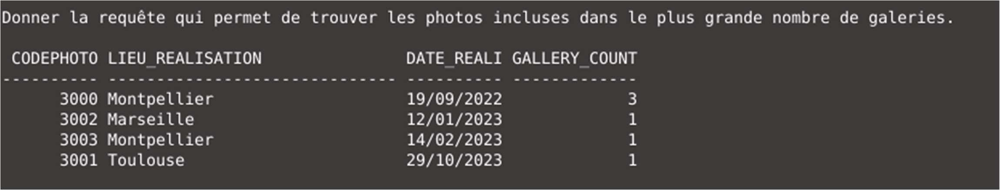 Donner la requête qui permet de trouver les photos incluses dans le plus grande nombre de galeries.
CODEPHOTO LIEU_REALISATION DATE_REALI GALLERY_COUNT
---------- ------------------------------ ---------- -------------
3000 Montpellier 19/09/2022 3
3002 Marseille 12/01/2023 1
3003 Montpellier 14/02/2023 1
3001 Toulouse 29/10/2023 1